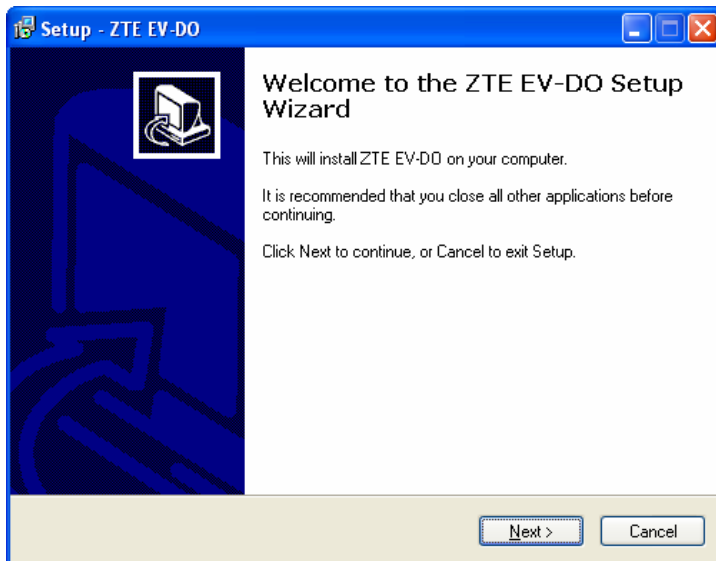 Setup - ZTE EV-DO
Welcome to the ZTE EV-DO Setup
Wizard
This will install ZTE EV-DO on your computer.
It is recommended that you close all other applications before
continuing.
Click Next to continue, or Cancel to exit Setup.
Next >
Cancel